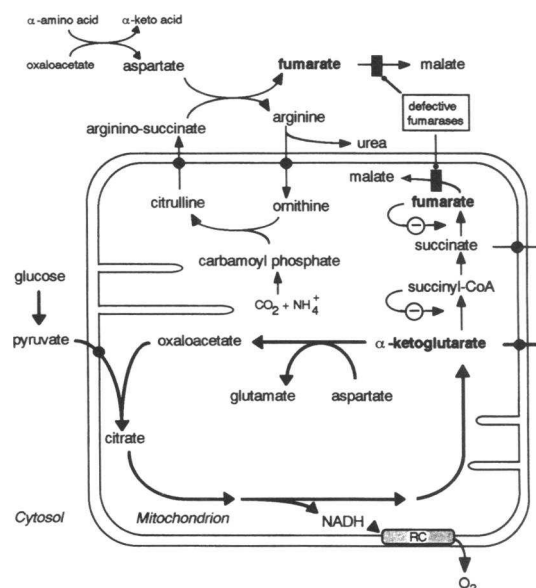 α-amino acid
α-keto acid
oxaloacetate
aspartate
fumarate
malate
arginine
defective
fumarases
arginino-succinate
urea
malate
citrulline
ornithine
fumarate
−
succinate
carbamoyl phosphate
glucose
succinyl-CoA
CO2 + NH4+
−
pyruvate
oxaloacetate
α-ketoglutarate
glutamate
aspartate
citrate
Cytosol
Mitochondrion
NADH
RC
O2